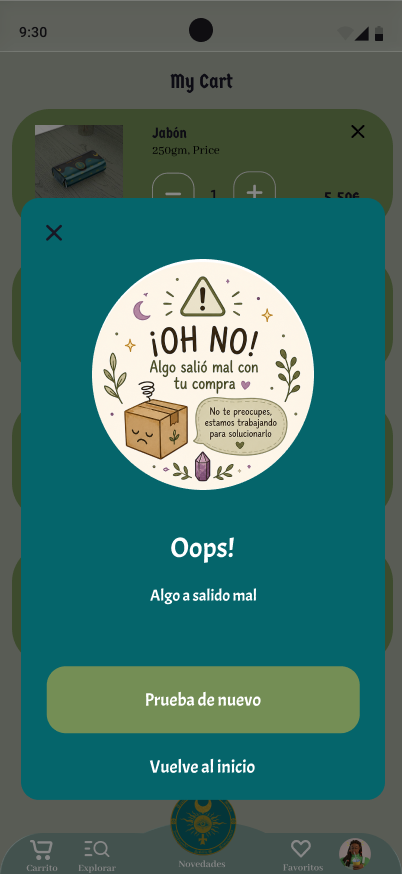 9:30
My Cart
Jabón
250gm, Price
1
5,50€
¡OH NO!
Algo salió mal con
tu compra
No te preocupes,
estamos trabajando
para solucionarlo
Oops!
Algo a salido mal
Prueba de nuevo
Vuelve al inicio
Carrito
Explorar
Novedades
Favoritos